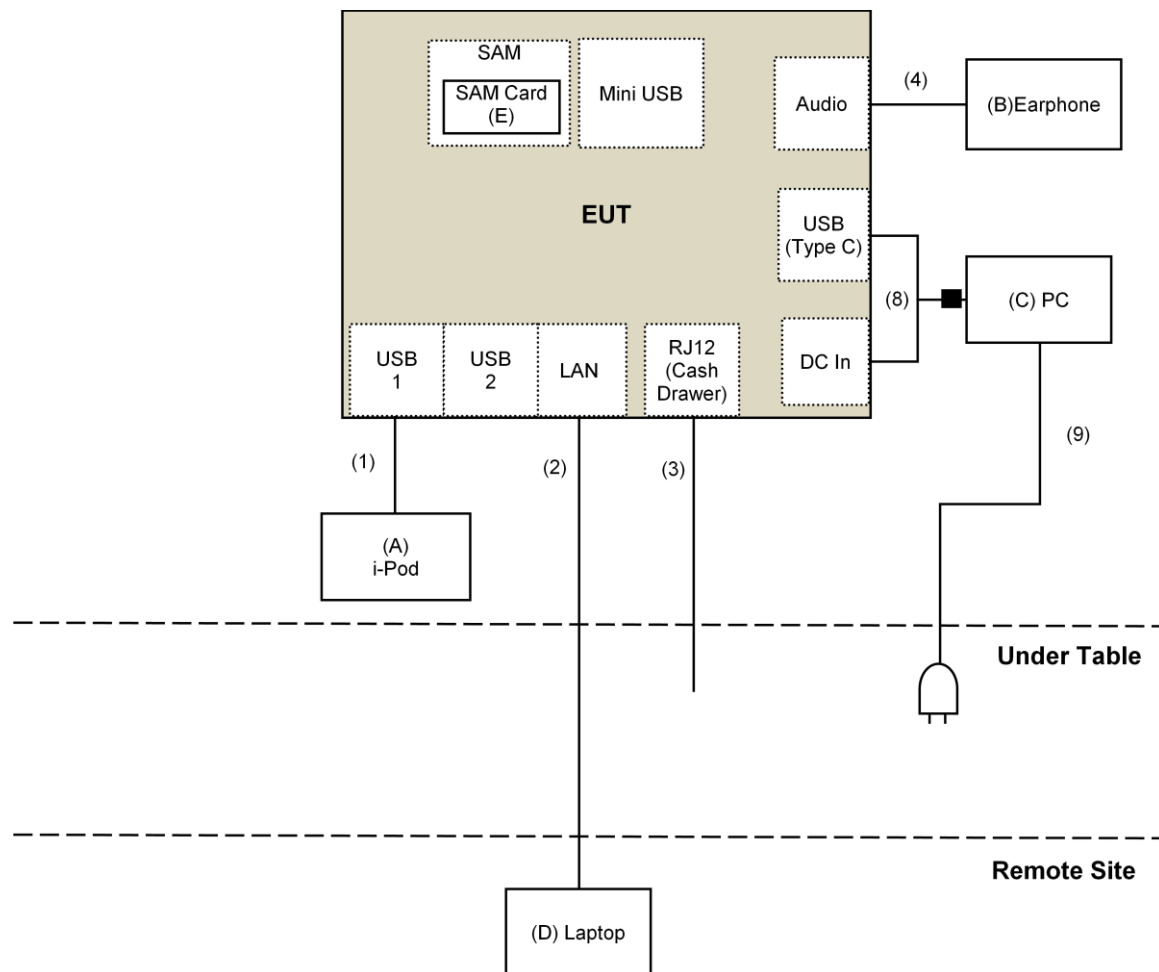 SAM
SAM Card
(E)
Mini USB
Audio
(4)
(B)Earphone
EUT
USB
(Type C)
(8)
(C) PC
DC In
USB
1
USB
2
LAN
RJ12
(Cash
Drawer)
(1)
(2)
(3)
(9)
(A)
i-Pod
Under Table
Remote Site
(D) Laptop